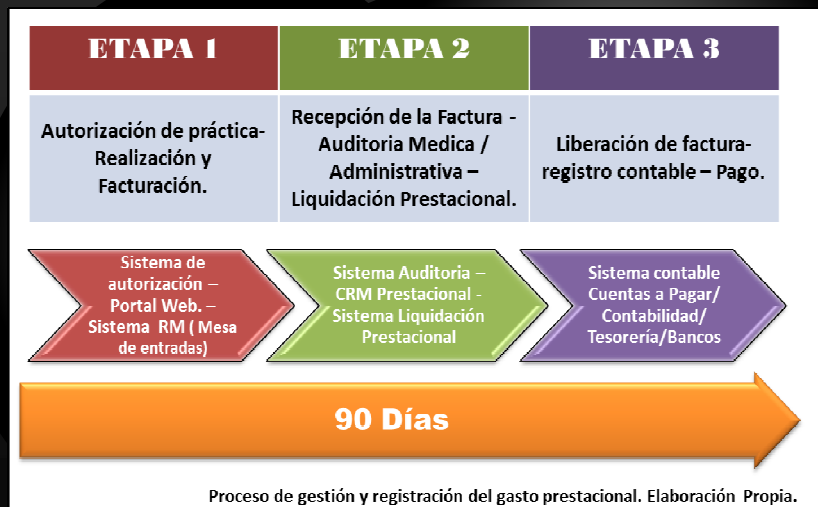 ETAPA 1
ETAPA 2
ETAPA 3
Autorización de práctica-
Realización y
Facturación.
Recepción de la Factura -
Auditoria Medica /
Administrativa –
Liquidación Prestacional.
Liberación de factura-
registro contable – Pago.
Sistema de
autorización –
Portal Web. –
Sistema RM ( Mesa
de entradas)
Sistema Auditoria –
CRM Prestacional -
Sistema Liquidación
Prestacional
Sistema contable
Cuentas a Pagar/
Contabilidad/
Tesorería/Bancos
90 Días
Proceso de gestión y registración del gasto prestacional. Elaboración Propia.